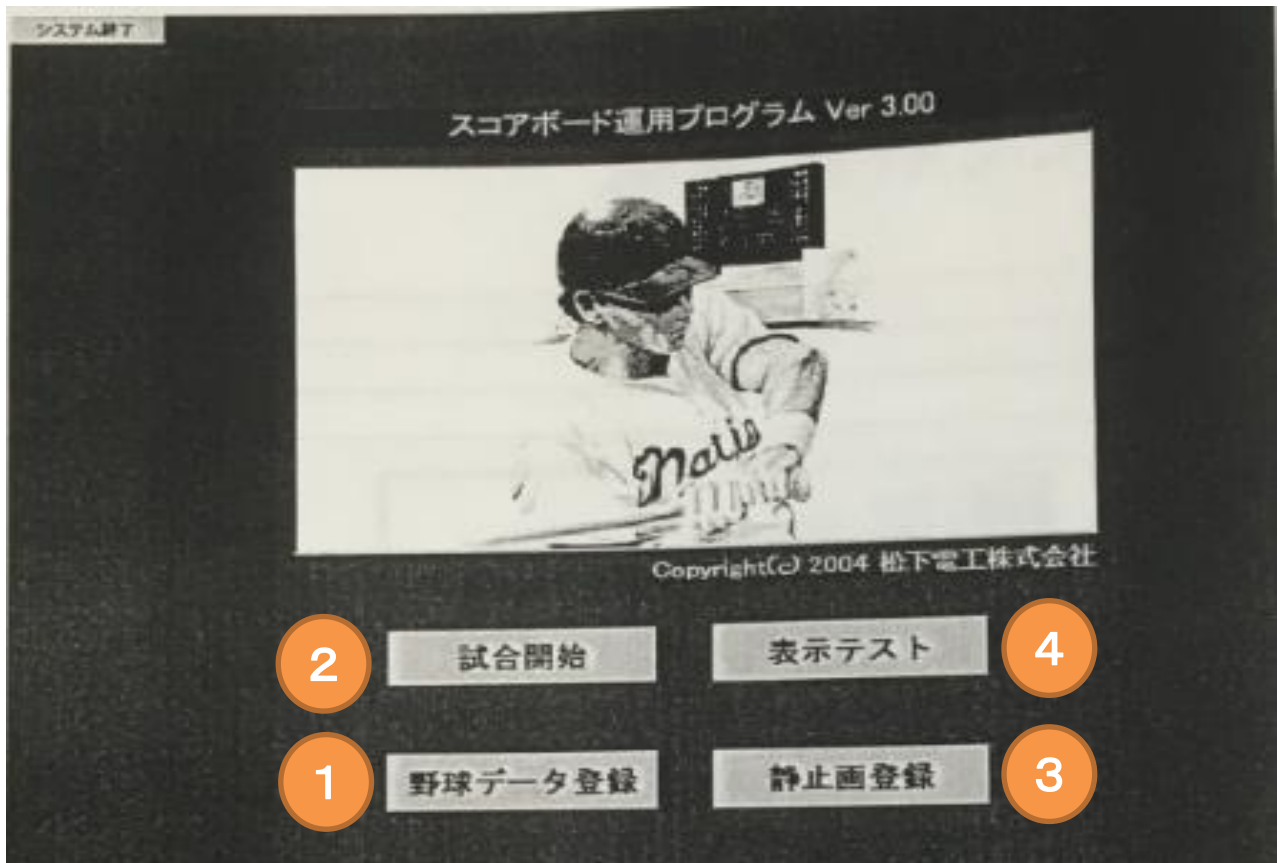 システム終了
スコアボード運用プログラム Ver 3.00
Natis
Copyright(c) 2004 松下電工株式会社
2 試合開始 表示テスト 4
1 野球データ登録 静止画登録 3